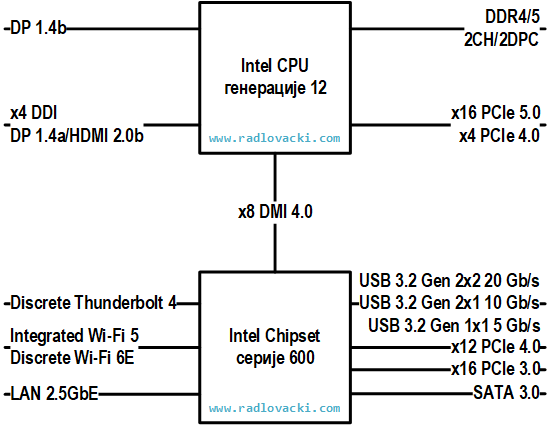 DP 1.4b
DDR4/5
2CH/2DPC
Intel CPU
генерације 12
x4 DDI
DP 1.4a/HDMI 2.0b
x16 PCIe 5.0
x4 PCIe 4.0
www.radlovacki.com
x8 DMI 4.0
USB 3.2 Gen 2x2 20 Gb/s
Discrete Thunderbolt 4
USB 3.2 Gen 2x1 10 Gb/s
USB 3.2 Gen 1x1 5 Gb/s
Integrated Wi-Fi 5
Discrete Wi-Fi 6E
Intel Chipset
серије 600
x12 PCIe 4.0
x16 PCIe 3.0
LAN 2.5GbE
SATA 3.0
www.radlovacki.com